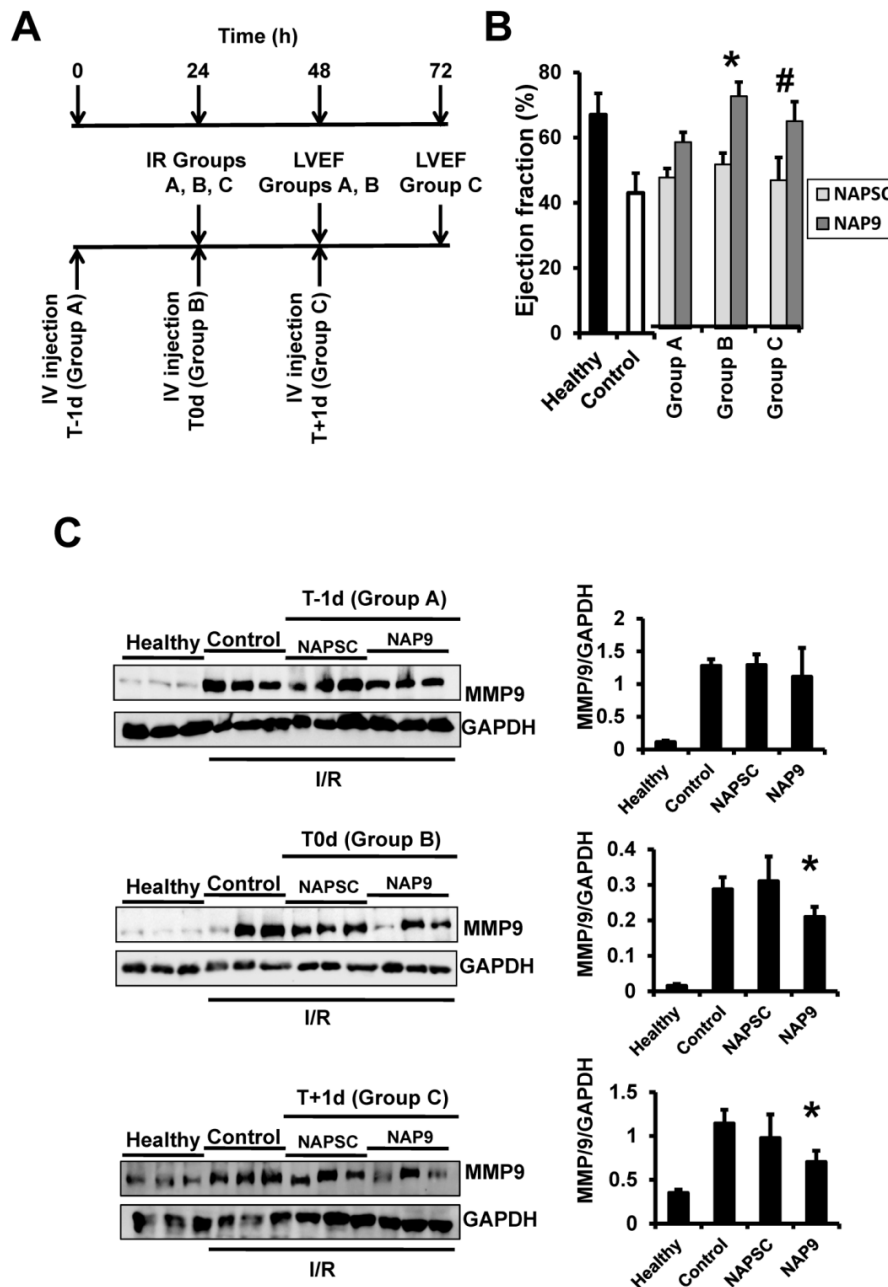 A
Time (h)
0 24 48 72
IR Groups
A, B, C
LVEF
Groups A, B
LVEF
Group C
IV injection
T-1d (Group A)
IV injection
T0d (Group B)
IV injection
T+1d (Group C)
B
Ejection fraction (%)
80
60
40
20
0
*
#
NAPSC
NAP9
Healthy
Control
Group A
Group B
Group C
C
T-1d (Group A)
Healthy Control NAPSC NAP9
MMP9
GAPDH
I/R
MMP/9/GAPDH
2
1.5
1
0.5
0
Healthy
Control
NAPSC
NAP9
T0d (Group B)
Healthy Control NAPSC NAP9
MMP9
GAPDH
I/R
MMP/9/GAPDH
0.4
0.3
0.2
0.1
0
*
Healthy
Control
NAPSC
NAP9
T+1d (Group C)
Healthy Control NAPSC NAP9
MMP9
GAPDH
I/R
MMP/9/GAPDH
1.5
1
0.5
0
*
Healthy
Control
NAPSC
NAP9